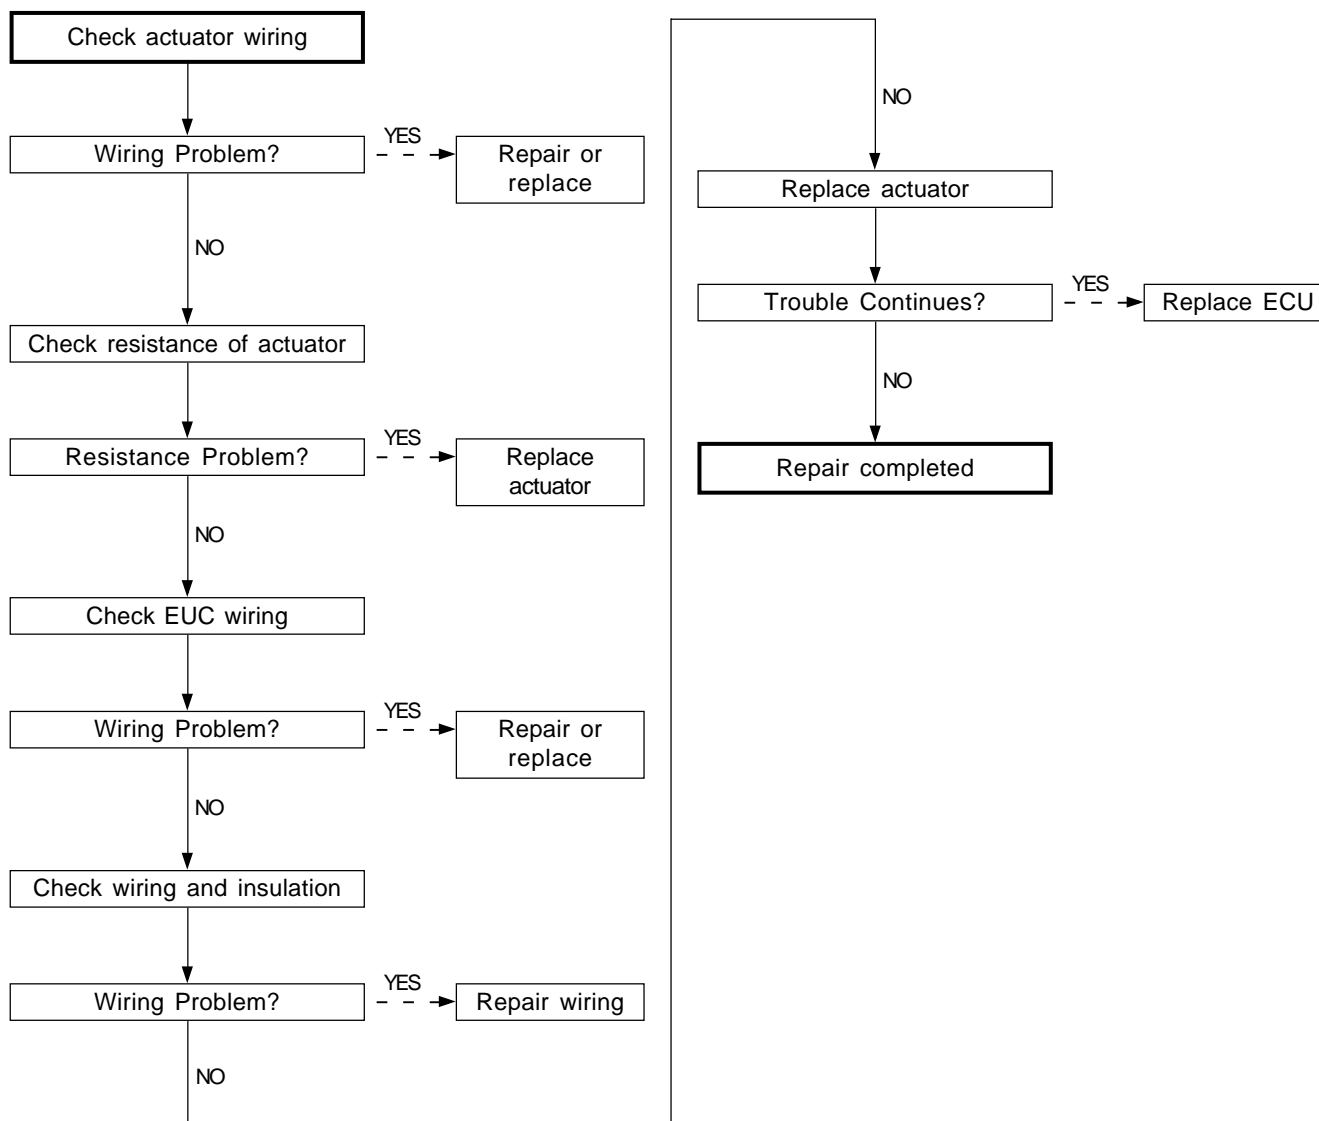 Check actuator wiring
Wiring Problem?
YES
Repair or
replace
NO
Check resistance of actuator
Resistance Problem?
YES
Replace
actuator
NO
Check EUC wiring
Wiring Problem?
YES
Repair or
replace
NO
Check wiring and insulation
Wiring Problem?
YES
Repair wiring
NO
NO
Replace actuator
Trouble Continues?
YES
Replace ECU
NO
Repair completed